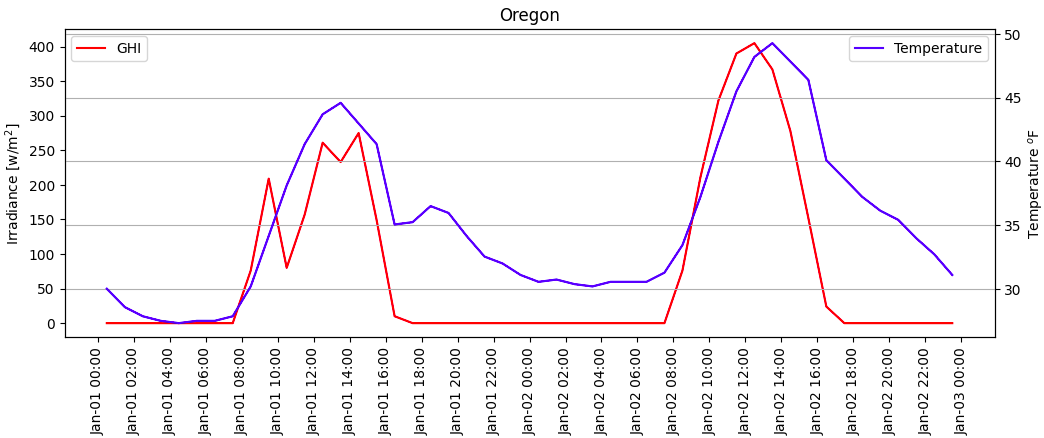 Oregon
GHI
Temperature
Irradiance [w/m²]
400
350
300
250
200
150
100
50
0
50
45
40
35
30
Temperature ᵒF
Jan-01 00:00
Jan-01 02:00
Jan-01 04:00
Jan-01 06:00
Jan-01 08:00
Jan-01 10:00
Jan-01 12:00
Jan-01 14:00
Jan-01 16:00
Jan-01 18:00
Jan-01 20:00
Jan-01 22:00
Jan-02 00:00
Jan-02 02:00
Jan-02 04:00
Jan-02 06:00
Jan-02 08:00
Jan-02 10:00
Jan-02 12:00
Jan-02 14:00
Jan-02 16:00
Jan-02 18:00
Jan-02 20:00
Jan-02 22:00
Jan-03 00:00